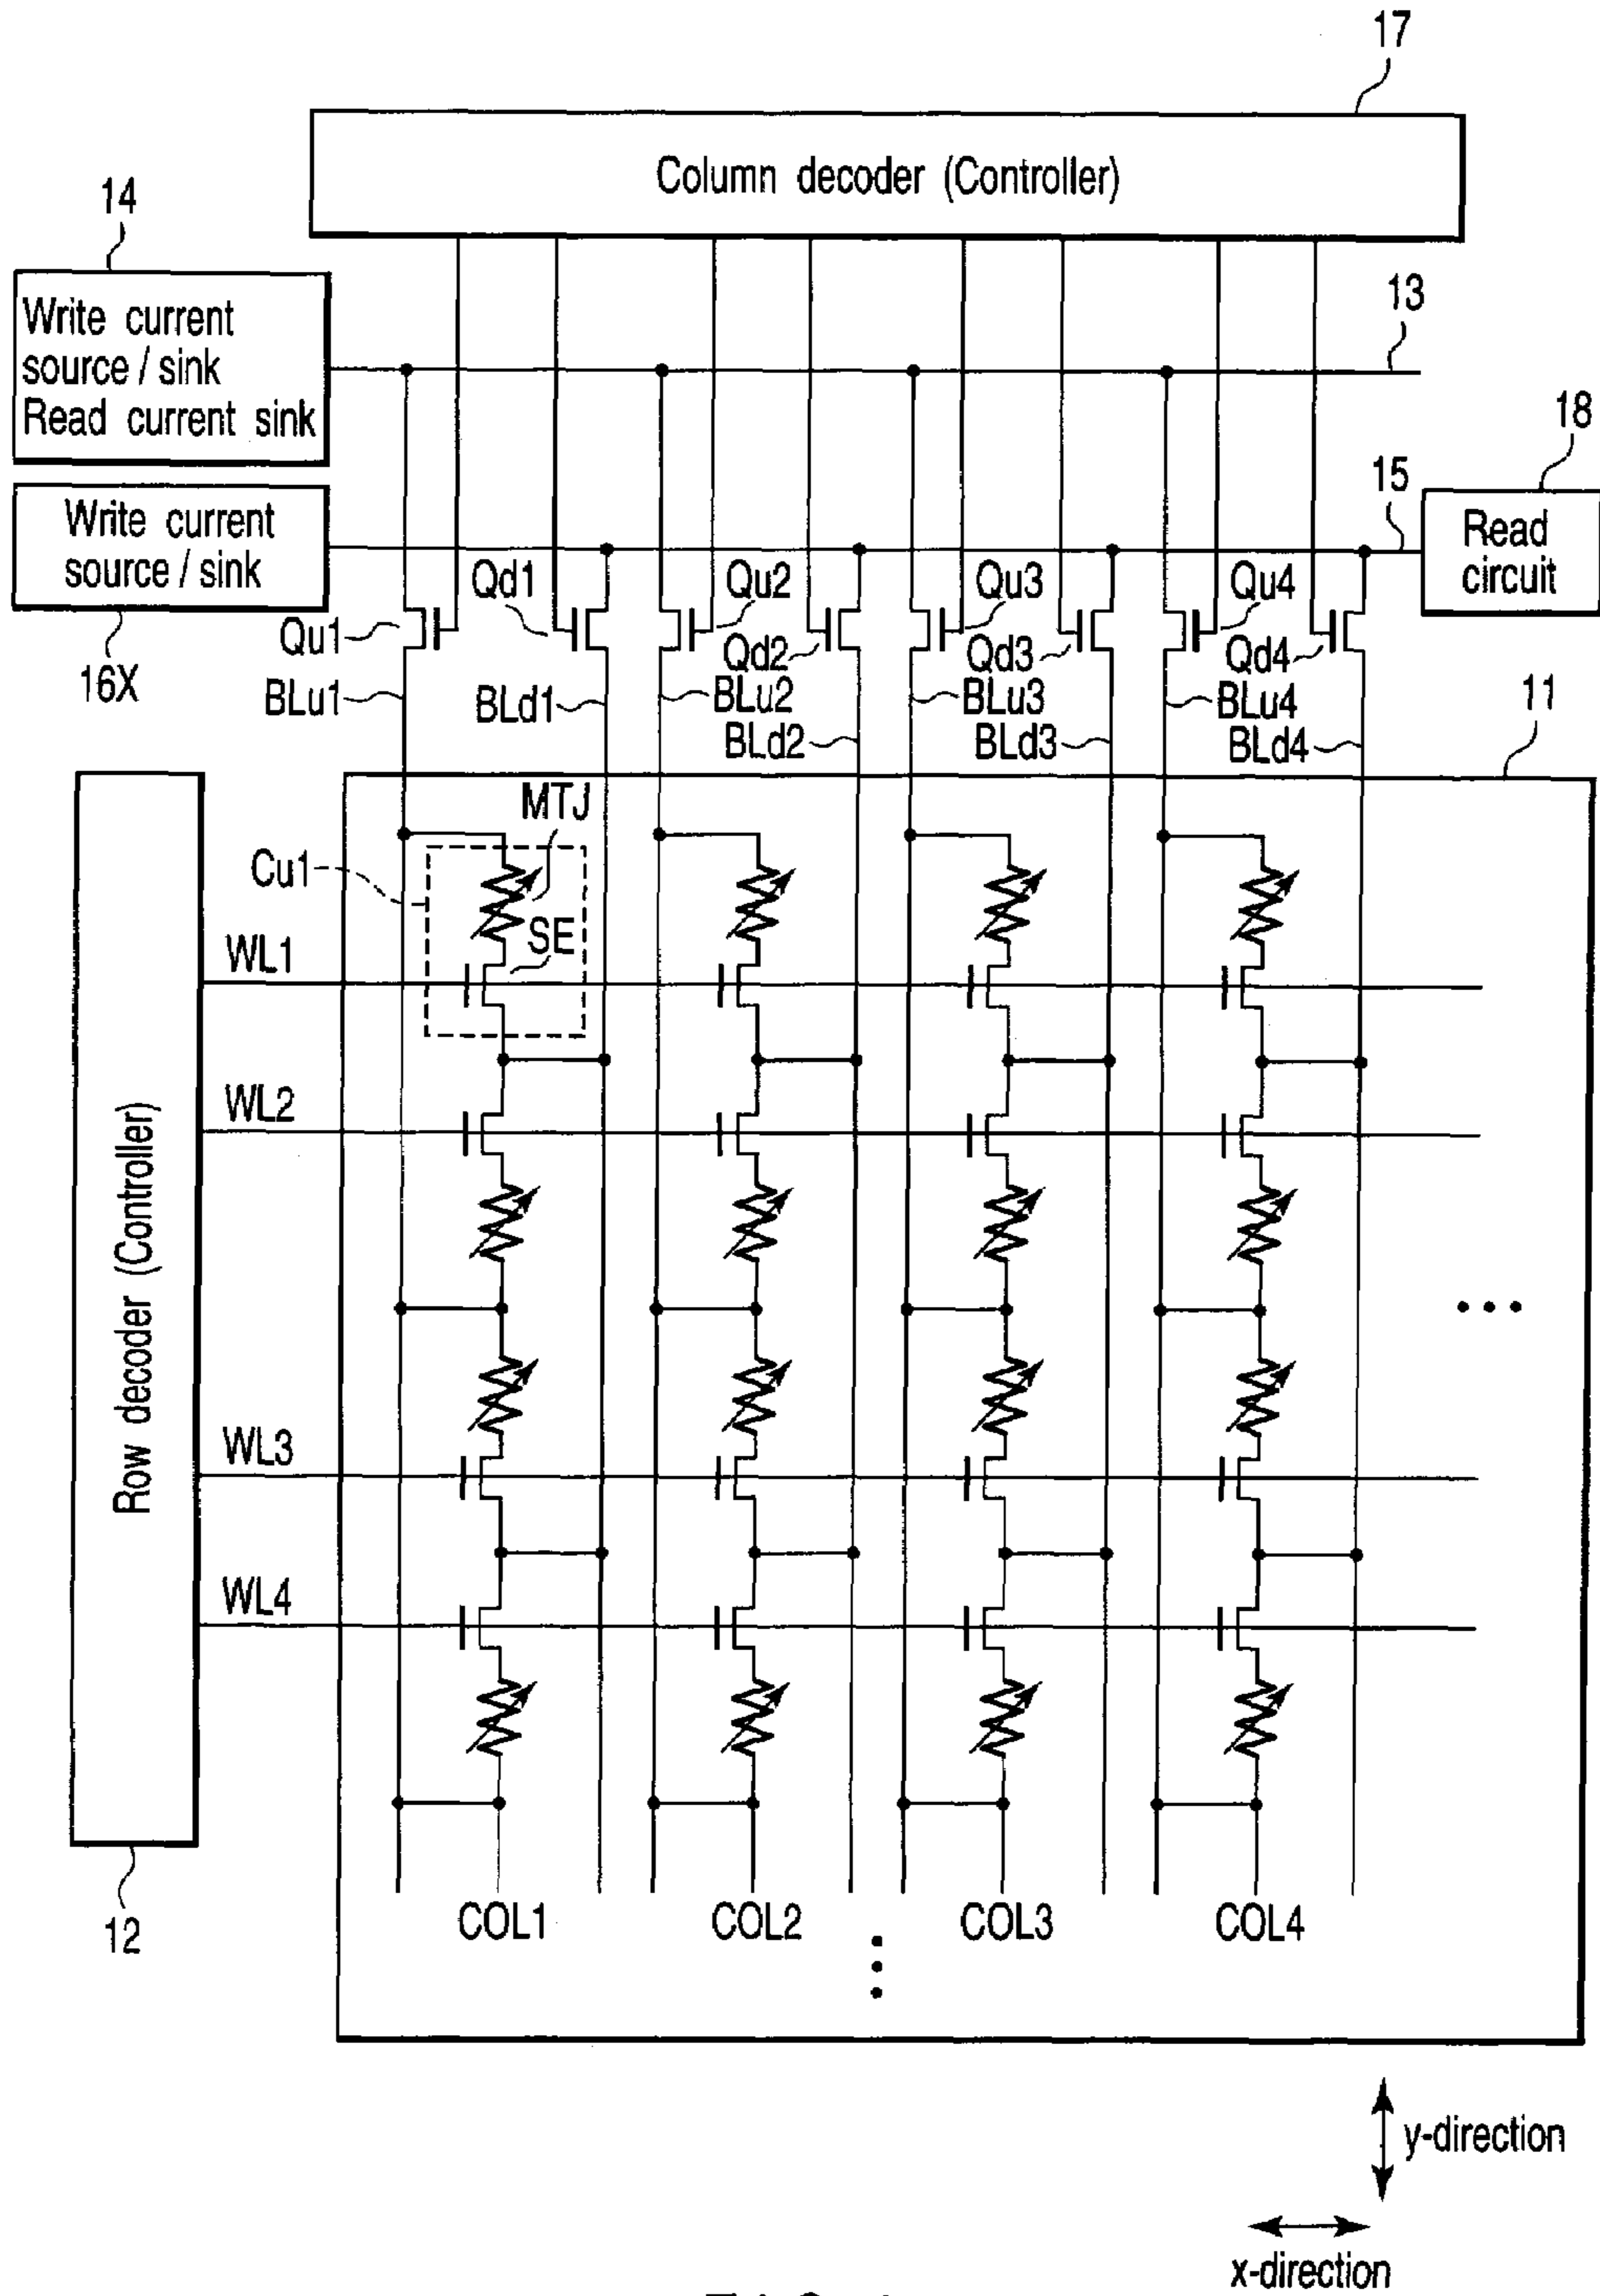 17
Column decoder (Controller)
14
Write current
source / sink
Read current sink
13
18
15
Write current
source / sink
Read
circuit
16X
Qu1
Qd1
Qu2
Qd2
Qu3
Qd3
Qu4
Qd4
BLu1
BLd1
BLu2
BLd2
BLu3
BLd3
BLu4
BLd4
11
MTJ
Cu1
SE
WL1
WL2
Row decoder (Controller)
WL3
WL4
12
COL1
COL2
COL3
COL4
y-direction
x-direction